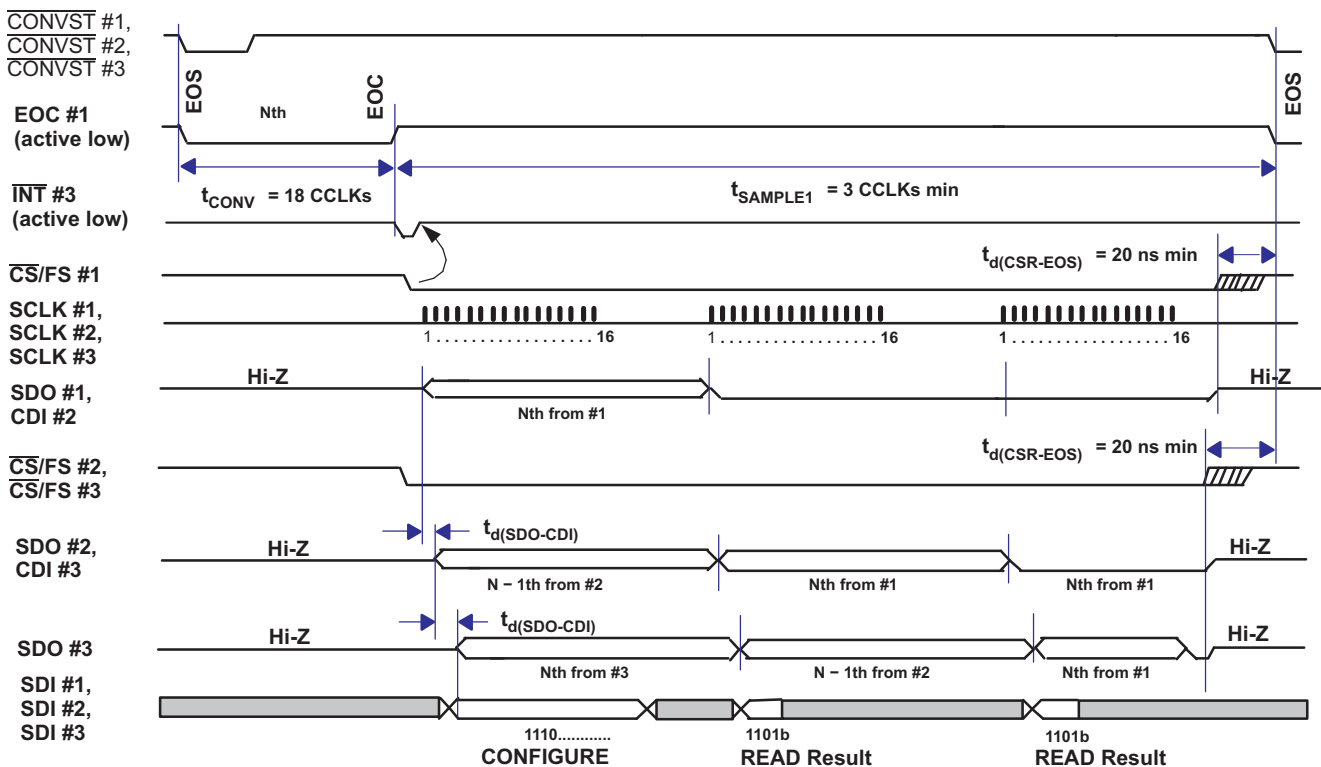 CONVST #1,
CONVST #2,
CONVST #3
EOS
EOC
EOS
EOC #1
(active low)
Nth
tCONV = 18 CCLKs
tSAMPLE1 = 3 CCLKs min
INT #3
(active low)
td(CSR-EOS) = 20 ns min
CS/FS #1
SCLK #1,
SCLK #2,
SCLK #3
1 . . . . . . . . . . . . . . . . . . 16
1 . . . . . . . . . . . . . . . . . . 16
1 . . . . . . . . . . . . . . . . . . 16
Hi-Z
Hi-Z
SDO #1,
CDI #2
Nth from #1
td(CSR-EOS) = 20 ns min
CS/FS #2,
CS/FS #3
td(SDO-CDI)
SDO #2,
CDI #3
Hi-Z
Hi-Z
N − 1th from #2
Nth from #1
Nth from #1
td(SDO-CDI)
Hi-Z
Hi-Z
SDO #3
Nth from #3
N − 1th from #2
Nth from #1
SDI #1,
SDI #2,
SDI #3
1110............
1101b
1101b
CONFIGURE
READ Result
READ Result